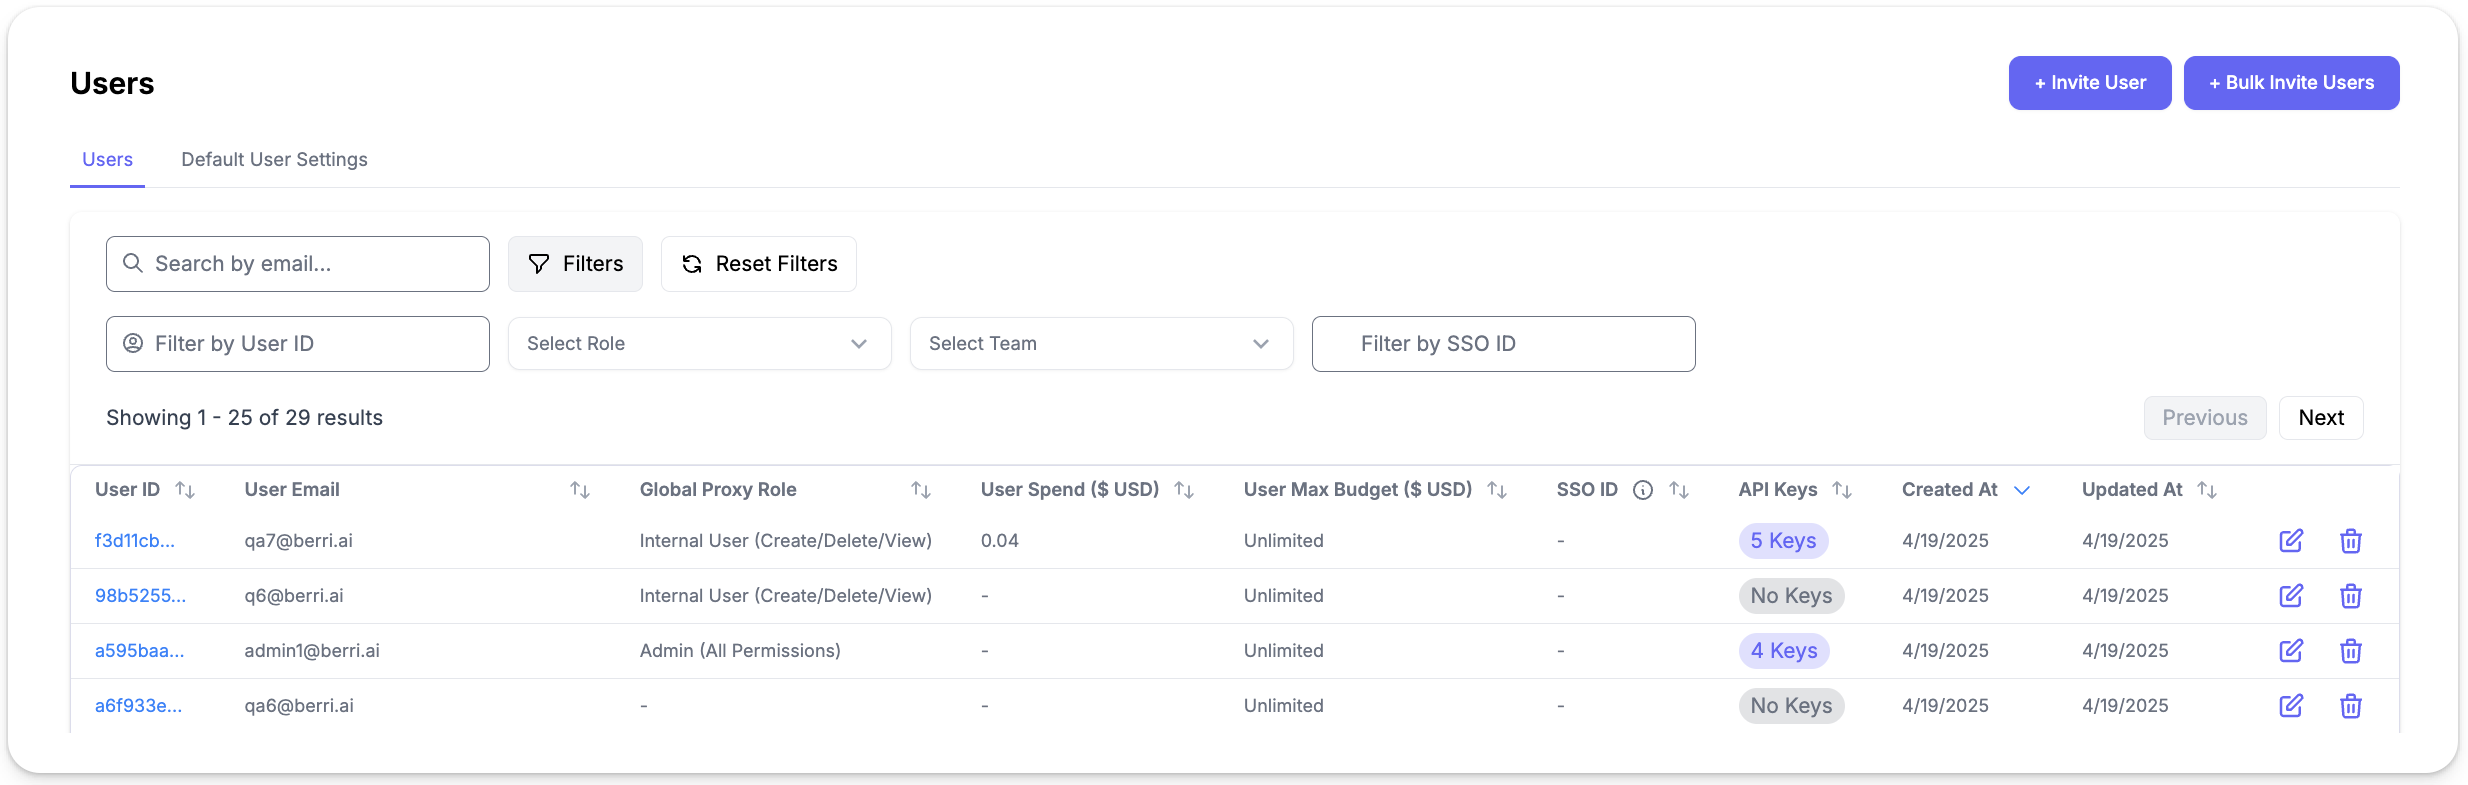 Users
+ Invite User + Bulk Invite Users
Users Default User Settings
Search by email... Filters Reset Filters
Filter by User ID Select Role Select Team Filter by SSO ID
Showing 1 - 25 of 29 results Previous Next
User ID User Email Global Proxy Role User Spend ($ USD) User Max Budget ($ USD) SSO ID API Keys Created At Updated At
f3d11cb... qa7@berri.ai Internal User (Create/Delete/View) 0.04 Unlimited - 5 Keys 4/19/2025 4/19/2025
98b5255... q6@berri.ai Internal User (Create/Delete/View) - Unlimited - No Keys 4/19/2025 4/19/2025
a595baa... admin1@berri.ai Admin (All Permissions) - Unlimited - 4 Keys 4/19/2025 4/19/2025
a6f933e... qa6@berri.ai - - Unlimited - No Keys 4/19/2025 4/19/2025